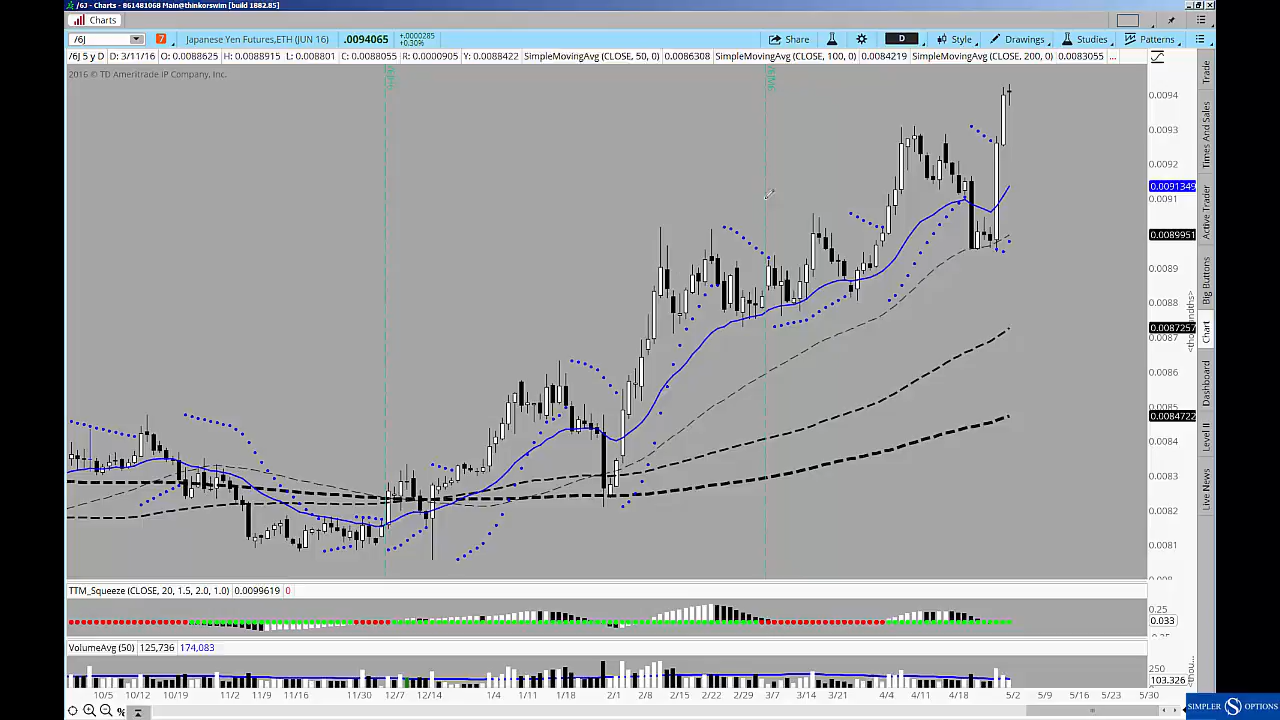 /6J - Charts - 861481068 Main@thinkorswim [build 1882.85]
Charts
/6J 7 Japanese Yen Futures,ETH (JUN 16) .0094065 +.0000285 +0.30% Share D Style Drawings Studies Patterns
/6J 5 y D D: 3/11/16 O: 0.0088625 H: 0.0088915 L: 0.008801 C: 0.0088055 R: 0.0000905 Y: 0.0088422 SimpleMovingAvg (CLOSE, 50, 0) 0.0086308 SimpleMovingAvg (CLOSE, 100, 0) 0.0084219 SimpleMovingAvg (CLOSE, 200, 0) 0.0083055 ...
2016 © TD Ameritrade IP Company, Inc.
0.0094
0.0093
0.0092
0.0091349
0.0091
0.0089951
0.0089
0.0088
0.0087257
0.0087
0.0086
0.0085
0.0084722
0.0084
0.0083
0.0082
0.0081
0.008
Trade
Times And Sales
Active Trader
Big Buttons
Chart
Dashboard
Level II
Live News
TTM_Squeeze (CLOSE, 20, 1.5, 2.0, 1.0) 0.0099619 0
0.25
0.033
VolumeAvg (50) 125,736 174,083
250
103.326
10/5 10/12 10/19 11/2 11/9 11/16 11/30 12/7 12/14 1/4 1/11 1/18 2/1 2/8 2/15 2/22 2/29 3/7 3/14 3/21 4/4 4/11 4/18 5/2 5/9 5/16 5/23 5/30
%
SIMPLER S OPTIONS